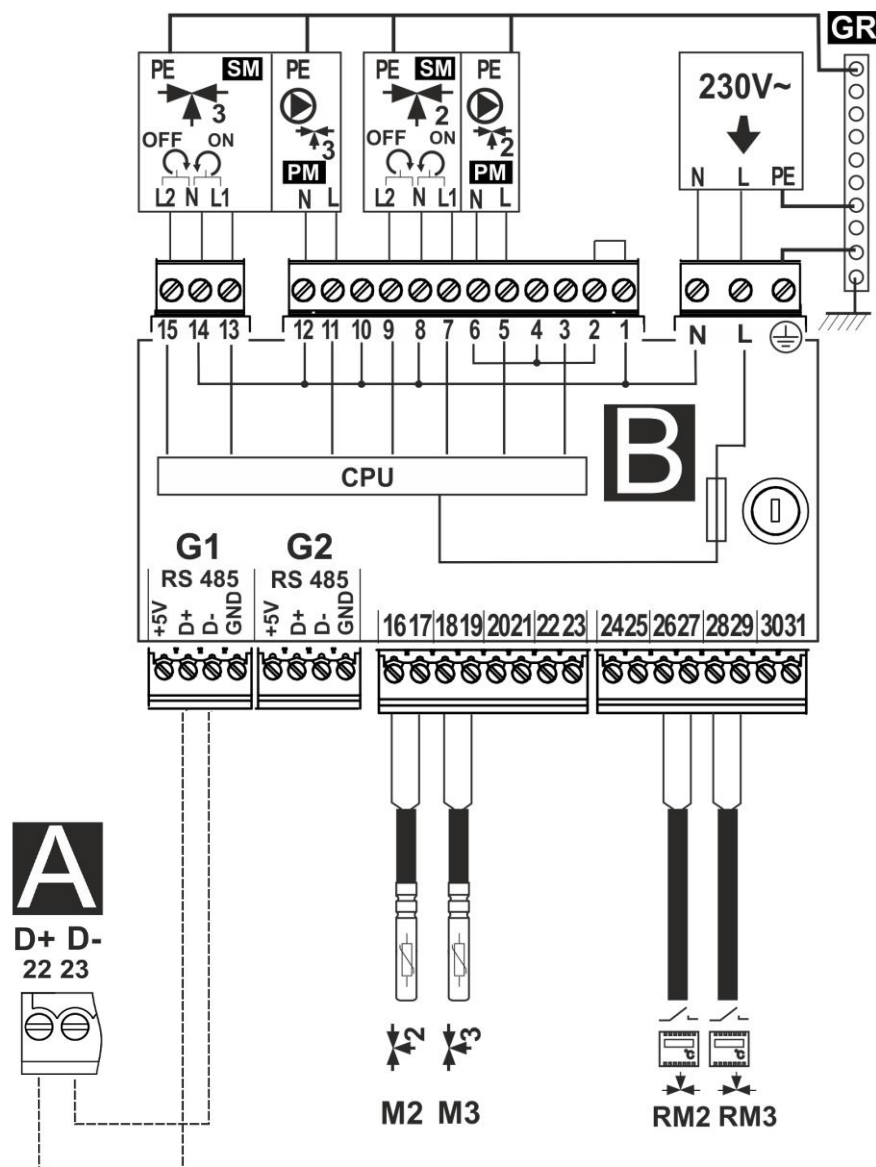 GR
PE SM PE PE SM PE
230V~
3 2
OFF ON 3 OFF ON 2
PM PM
L2 N L1 N L L2 N L1 N L N L PE
15 14 13 12 11 10 9 8 7 6 5 4 3 2 1 N L
B
CPU
G1 G2
RS 485 RS 485
+5V D+ D- GND +5V D+ D- GND
16 17 18 19 20 21 22 23 24 25 26 27 28 29 30 31
A
D+ D-
22 23
°C °C
2 3
M2 M3 RM2 RM3